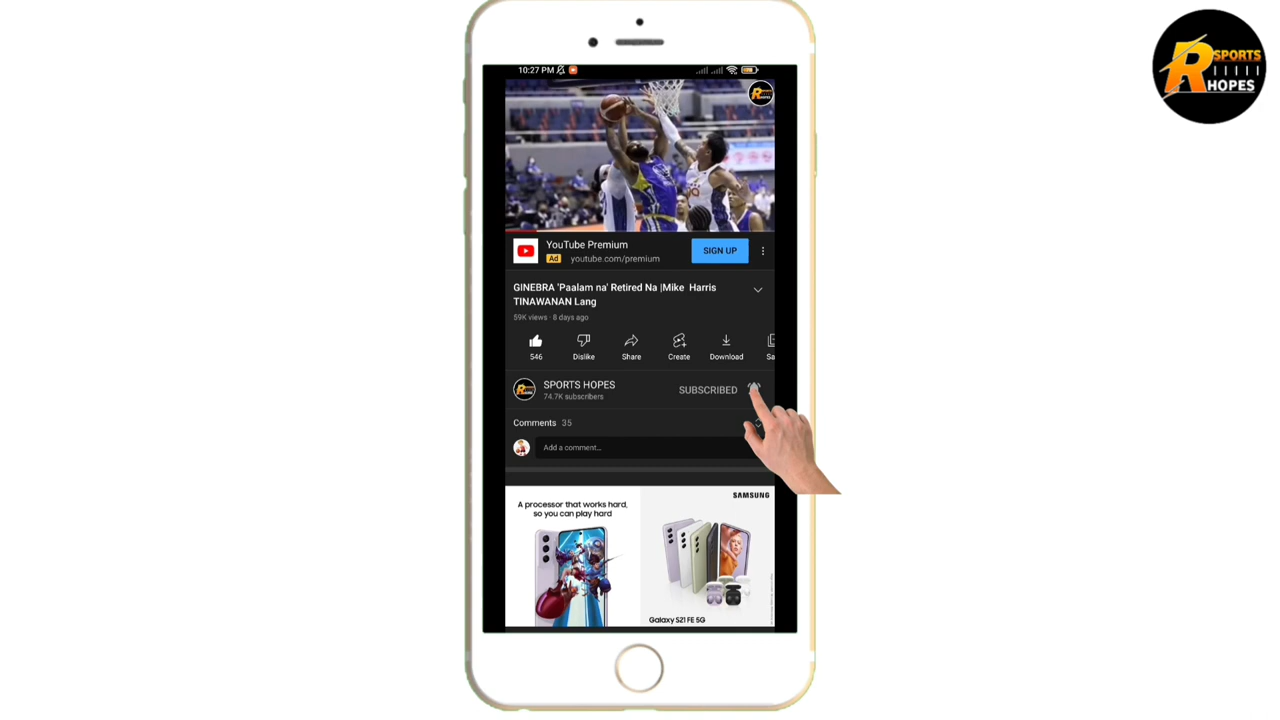 SPORTS
HOPES
10:27 PM
YouTube Premium
Ad youtube.com/premium
SIGN UP
GINEBRA 'Paalam na' Retired Na |Mike Harris
TINAWANAN Lang
59K views · 8 days ago
546
Dislike
Share
Create
Download
Sa
SPORTS HOPES
74.7K subscribers
SUBSCRIBED
Comments 35
Add a comment...
A processor that works hard,
so you can play hard
SAMSUNG
Galaxy S21 FE 5G